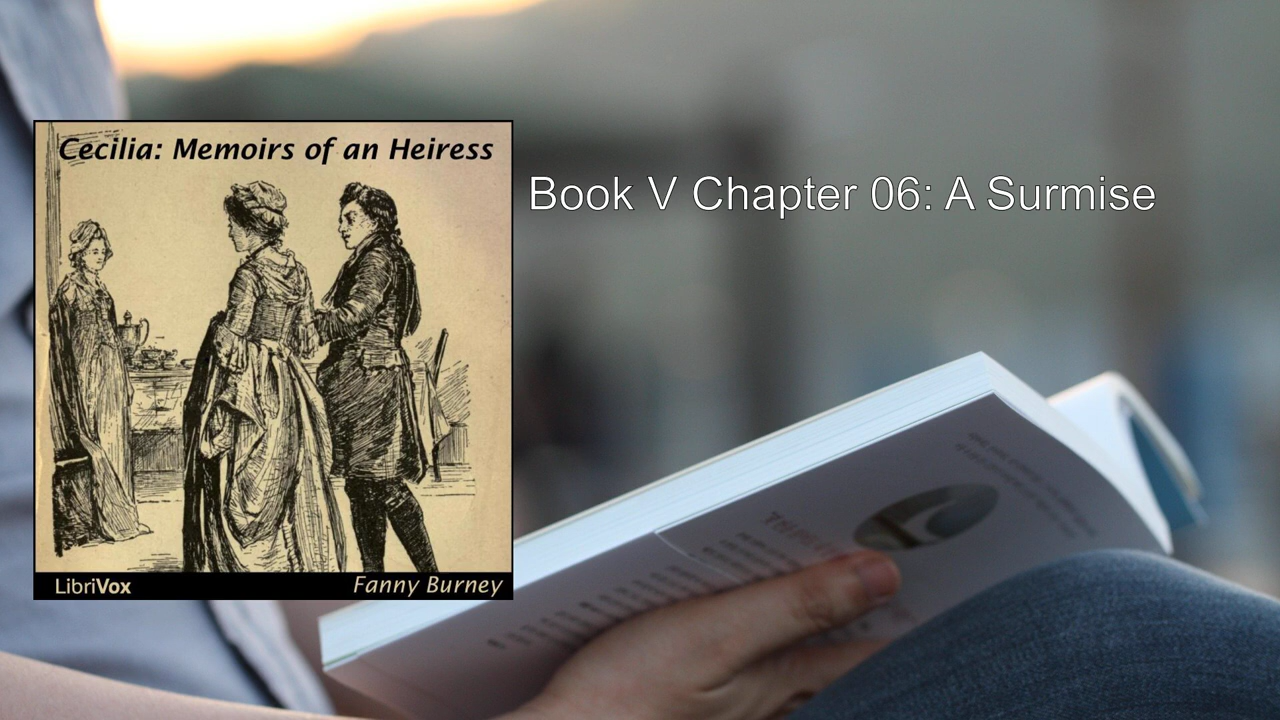 Cecilia: Memoirs of an Heiress
Book V Chapter 06: A Surmise
LibriVox
Fanny Burney